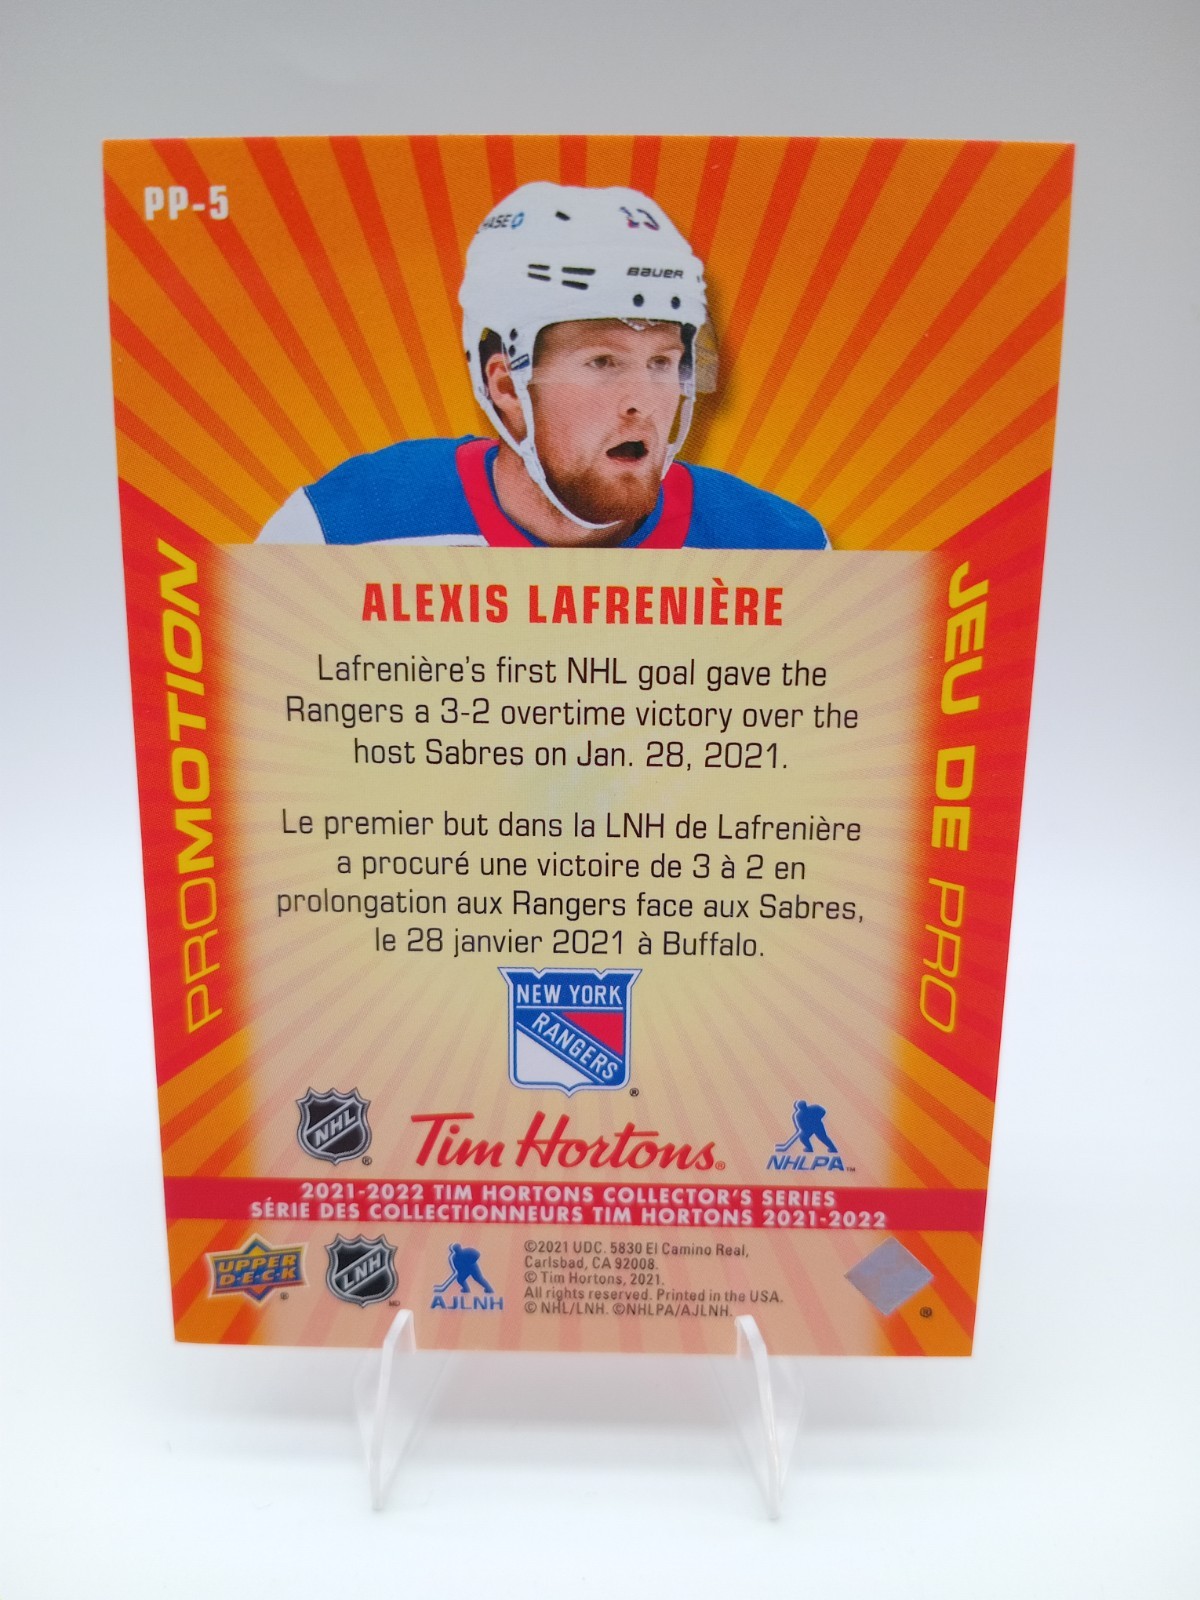 PP-5
CHASE
13
BAUER
PROMOTION
JEU DE PRO
ALEXIS LAFRENIÈRE
Lafrenière's first NHL goal gave the
Rangers a 3-2 overtime victory over the
host Sabres on Jan. 28, 2021.
Le premier but dans la LNH de Lafrenière
a procuré une victoire de 3 à 2 en
prolongation aux Rangers face aux Sabres,
le 28 janvier 2021 à Buffalo.
NEW YORK
RANGERS
®
NHL
®
Tim Hortons®
NHLPA™
2021-2022 TIM HORTONS COLLECTOR'S SERIES
SÉRIE DES COLLECTIONNEURS TIM HORTONS 2021-2022
UPPER
D·E·C·K
®
LNH
MD
AJLNH
©2021 UDC. 5830 El Camino Real,
Carlsbad, CA 92008.
© Tim Hortons, 2021.
All rights reserved. Printed in the USA.
© NHL/LNH. ©NHLPA/AJLNH.
®